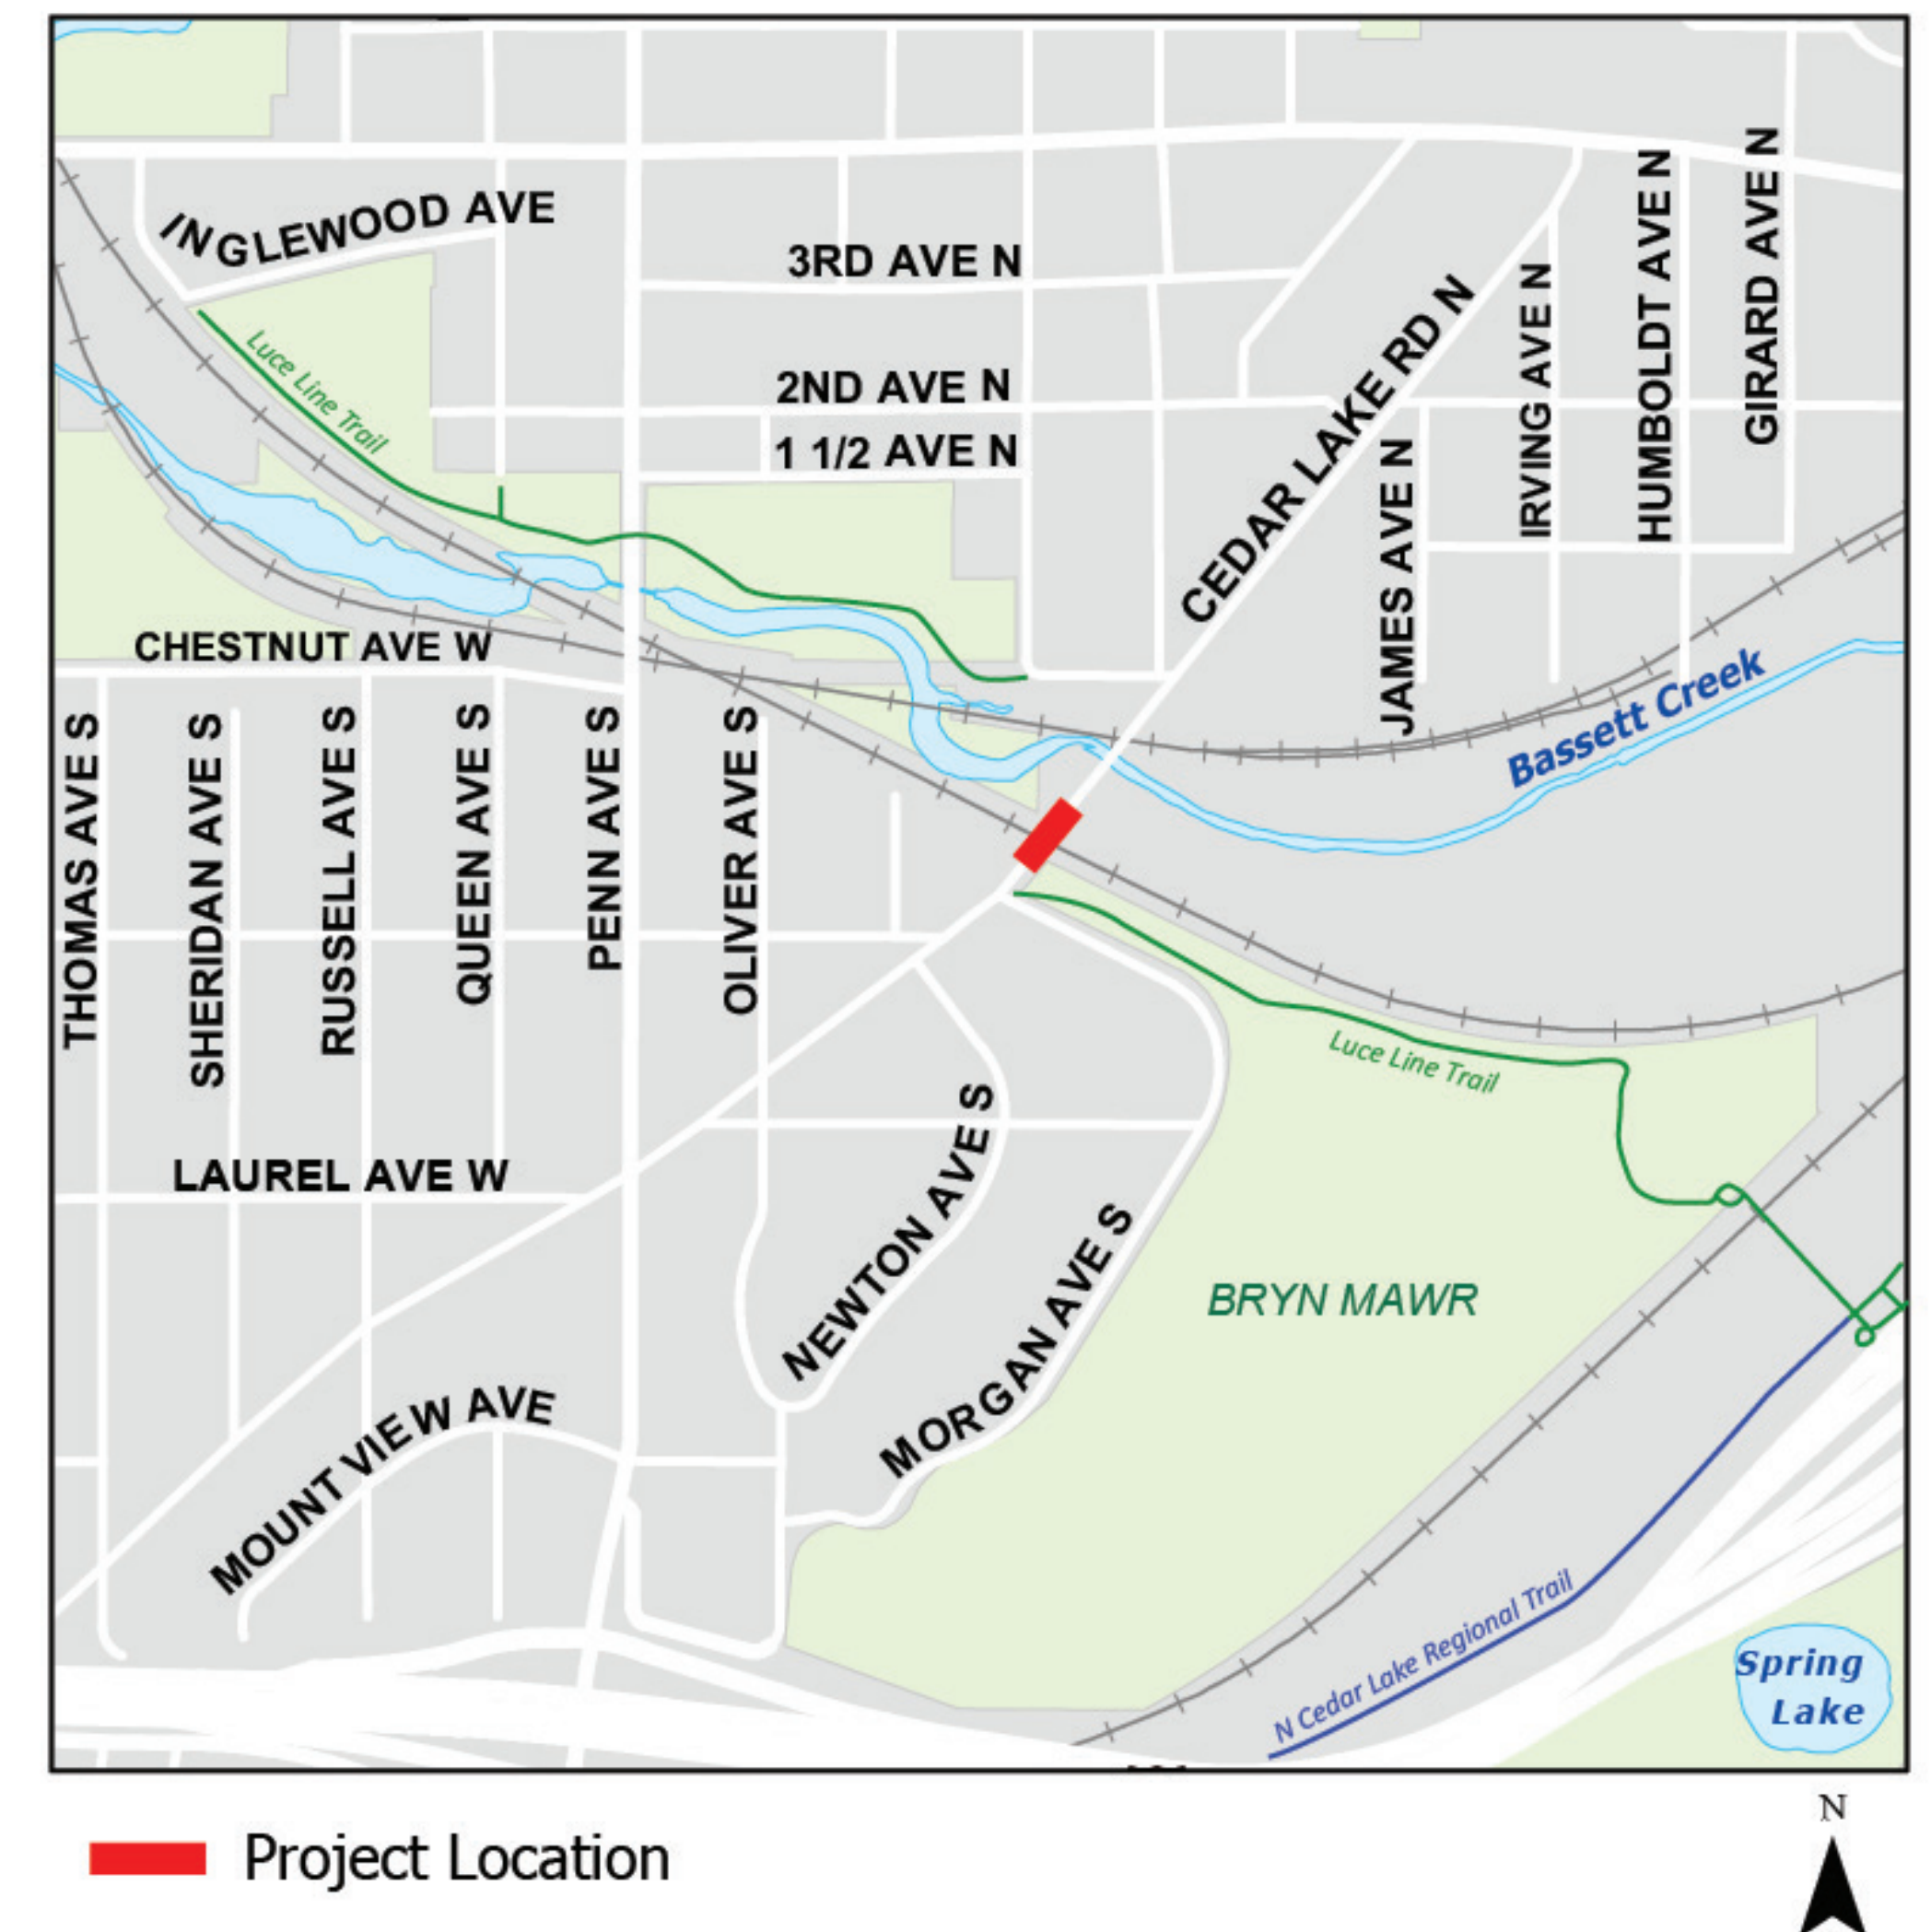 INGLEWOOD AVE
3RD AVE N
2ND AVE N
1 1/2 AVE N
CEDAR LAKE RD N
JAMES AVE N
IRVING AVE N
HUMBOLDT AVE N
GIRARD AVE N
Luce Line Trail
CHESTNUT AVE W
Bassett Creek
THOMAS AVE S
SHERIDAN AVE S
RUSSELL AVE S
QUEEN AVE S
PENN AVE S
OLIVER AVE S
Luce Line Trail
LAUREL AVE W
NEWTON AVE S
MORGAN AVE S
BRYN MAWR
MOUNT VIEW AVE
N Cedar Lake Regional Trail
Spring
Lake
Project Location
N